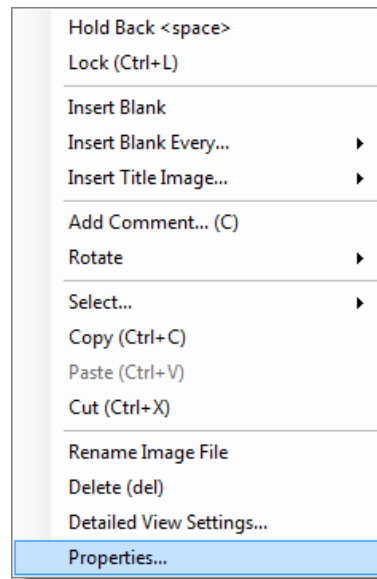 Hold Back <space>
Lock (Ctrl+L)
Insert Blank
Insert Blank Every...
Insert Title Image...
Add Comment... (C)
Rotate
Select...
Copy (Ctrl+C)
Paste (Ctrl+V)
Cut (Ctrl+X)
Rename Image File
Delete (del)
Detailed View Settings...
Properties...